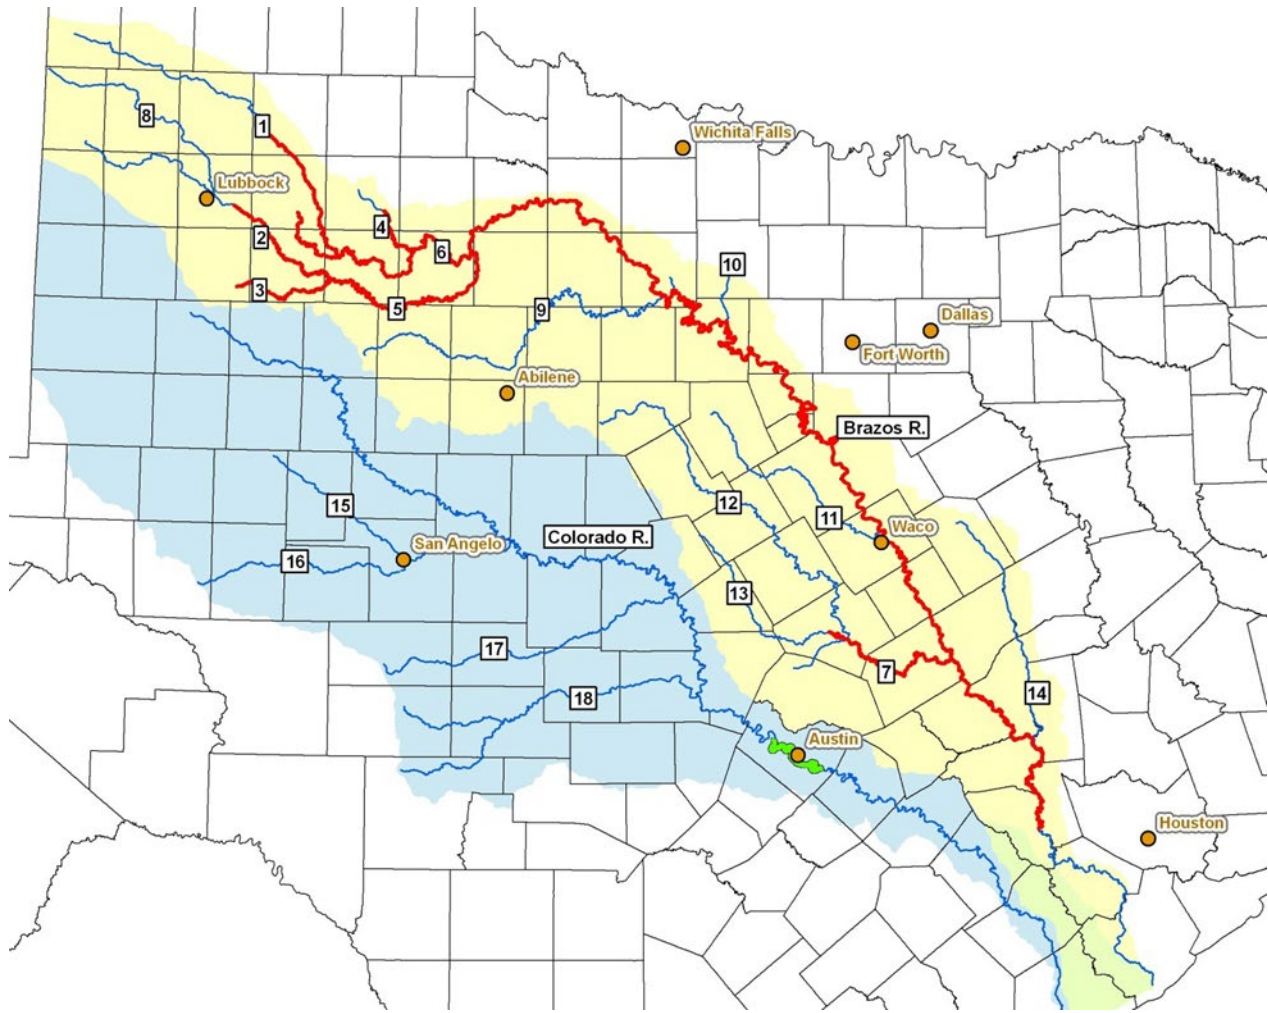 8
1
Wichita Falls
Lubbock
4
2
6
10
3
5
9
Dallas
Fort Worth
Abilene
Brazos R.
15
12
11
Waco
Colorado R.
San Angelo
16
13
17
7
18
14
Austin
Houston